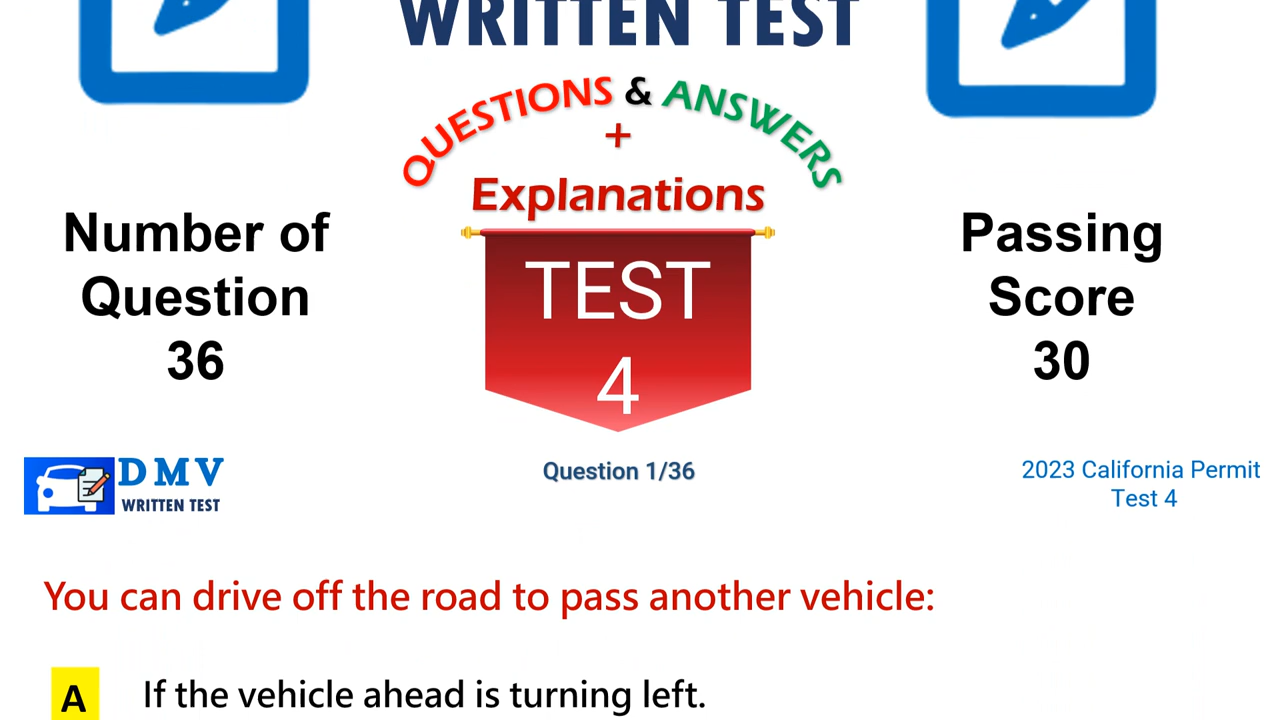 WRITTEN TEST
QUESTIONS & ANSWERS
+
Explanations
Number of
Question
36
TEST
4
Passing
Score
30
DMV
WRITTEN TEST
Question 1/36
2023 California Permit
Test 4
You can drive off the road to pass another vehicle:
A If the vehicle ahead is turning left.